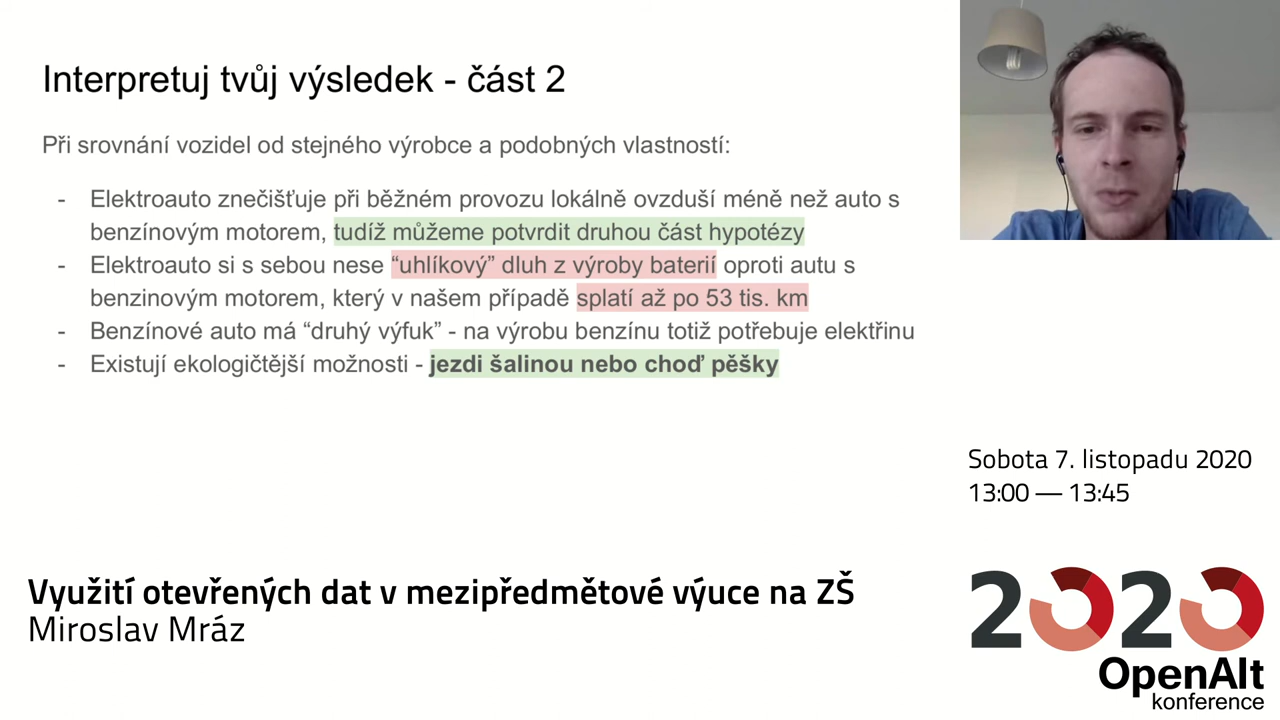 Interpretuj tvůj výsledek - část 2
Při srovnání vozidel od stejného výrobce a podobných vlastností:
- Elektroauto znečišťuje při běžném provozu lokálně ovzduší méně než auto s
benzínovým motorem, tudíž můžeme potvrdit druhou část hypotézy
- Elektroauto si s sebou nese “uhlíkový” dluh z výroby baterií oproti autu s
benzinovým motorem, který v našem případě splatí až po 53 tis. km
- Benzínové auto má “druhý výfuk” - na výrobu benzínu totiž potřebuje elektřinu
- Existují ekologičtější možnosti - jezdi šalinou nebo choď pěšky
Sobota 7. listopadu 2020
13:00 — 13:45
Využití otevřených dat v mezipředmětové výuce na ZŠ
Miroslav Mráz
2020
OpenAlt
konference